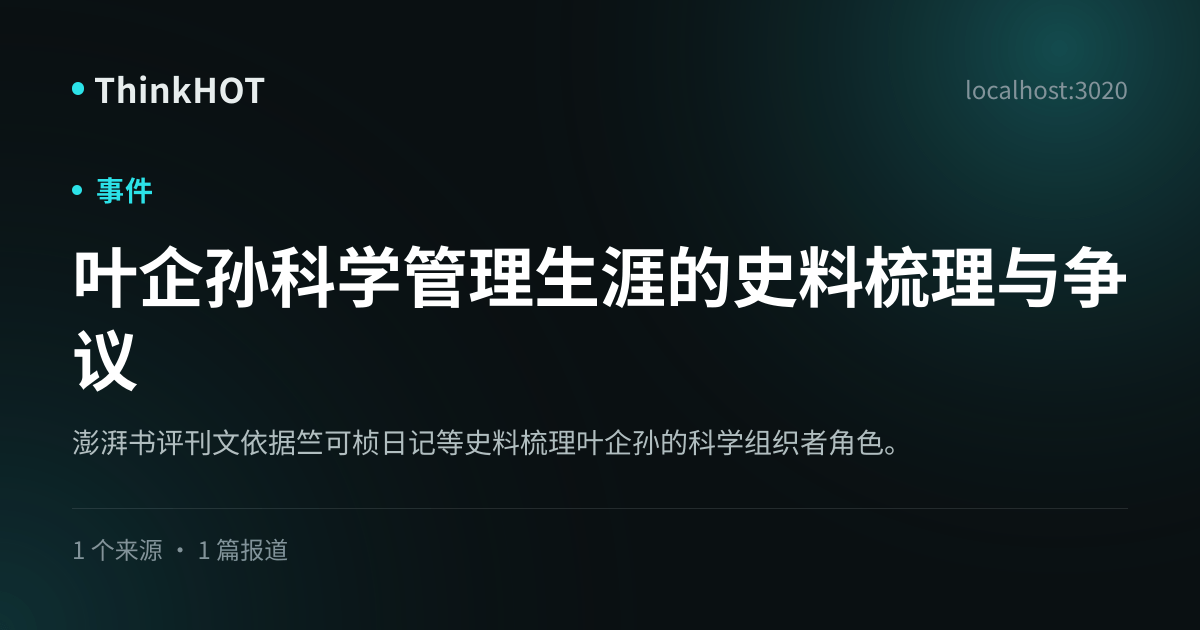 ThinkHOT
localhost:3020
事件
叶企孙科学管理生涯的史料梳理与争
议
澎湃书评刊文依据竺可桢日记等史料梳理叶企孙的科学组织者角色。
1 个来源 · 1 篇报道